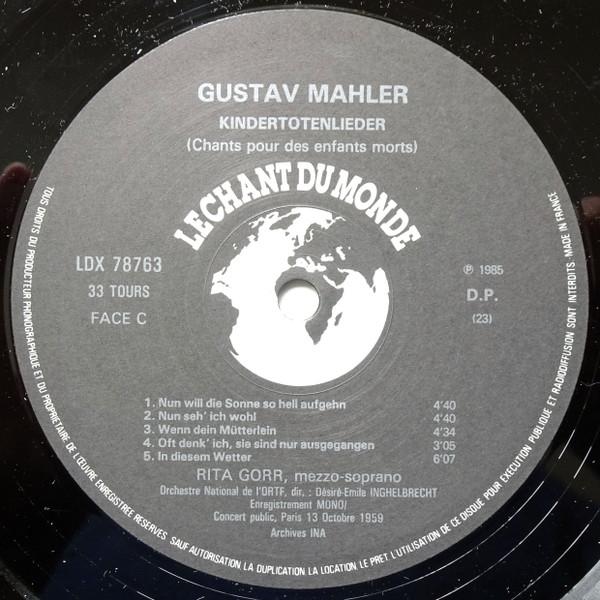 GUSTAV MAHLER
KINDERTOTENLIEDER
(Chants pour des enfants morts)
LE CHANT DU MONDE
LDX 78763
33 TOURS
FACE C
℗ 1985
D.P.
(23)
1. Nun will die Sonne so hell aufgehn 4'40
2. Nun seh' ich wohl 4'40
3. Wenn dein Mütterlein 4'34
4. Oft denk' ich, sie sind nur ausgegangen 3'05
5. In diesem Wetter 6'07
RITA GORR, mezzo-soprano
Orchestre National de l'ORTF, dir. : Désiré-Emile INGHELBRECHT
Enregistrement MONO/
Concert public, Paris 13 Octobre 1959
Archives INA
TOUS DROITS DU PRODUCTEUR PHONOGRAPHIQUE ET DU PROPRIETAIRE DE L'ŒUVRE ENREGISTREE RESERVES SAUF AUTORISATION LA DUPLICATION LA LOCATION LE PRET L'UTILISATION DE CE DISQUE POUR EXECUTION PUBLIQUE ET RADIODIFFUSION SONT INTERDITS - MADE IN FRANCE